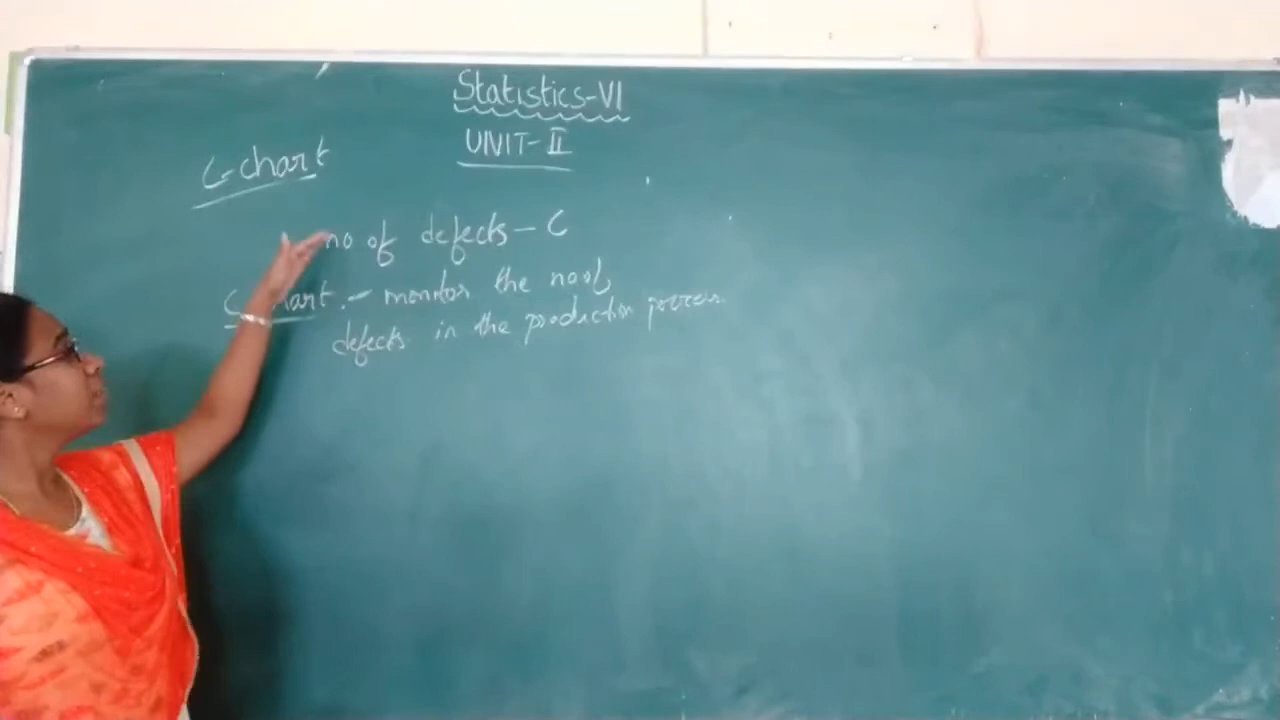 Statistics-VI
UNIT-II
C-chart
no of defects - C
C chart. - monitor the no of
defects in the production process.